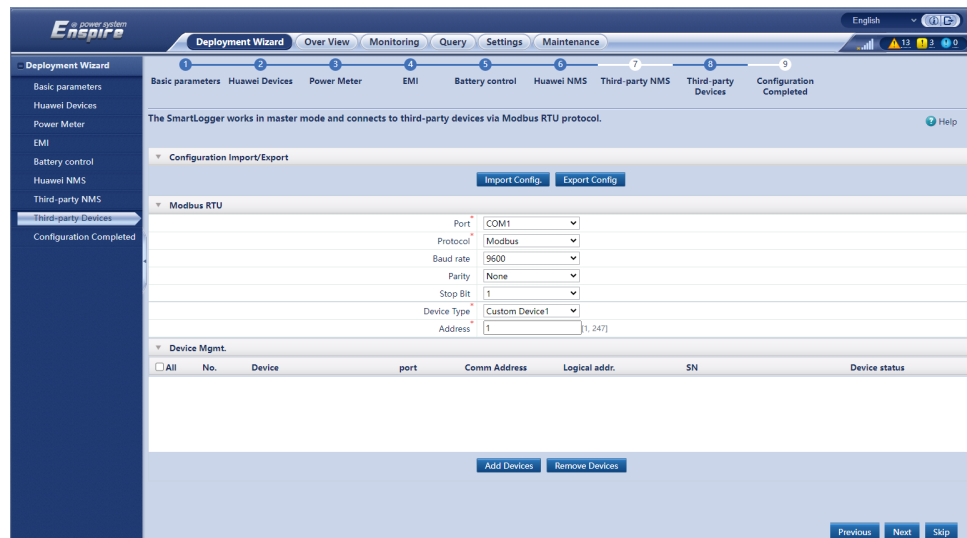 Enspire e power system
English
Deployment Wizard Over View Monitoring Query Settings Maintenance
13 3 0
Deployment Wizard
Basic parameters
Huawei Devices
Power Meter
EMI
Battery control
Huawei NMS
Third-party NMS
Third-party Devices
Configuration Completed
1 2 3 4 5 6 7 8 9
Basic parameters Huawei Devices Power Meter EMI Battery control Huawei NMS Third-party NMS Third-party Devices Configuration Completed
The SmartLogger works in master mode and connects to third-party devices via Modbus RTU protocol.
Help
Configuration Import/Export
Import Config. Export Config
Modbus RTU
Port* COM1
Protocol* Modbus
Baud rate 9600
Parity None
Stop Bit 1
Device Type* Custom Device1
Address* 1 [1, 247]
Device Mgmt.
All No. Device port Comm Address Logical addr. SN Device status
Add Devices Remove Devices
Previous Next Skip